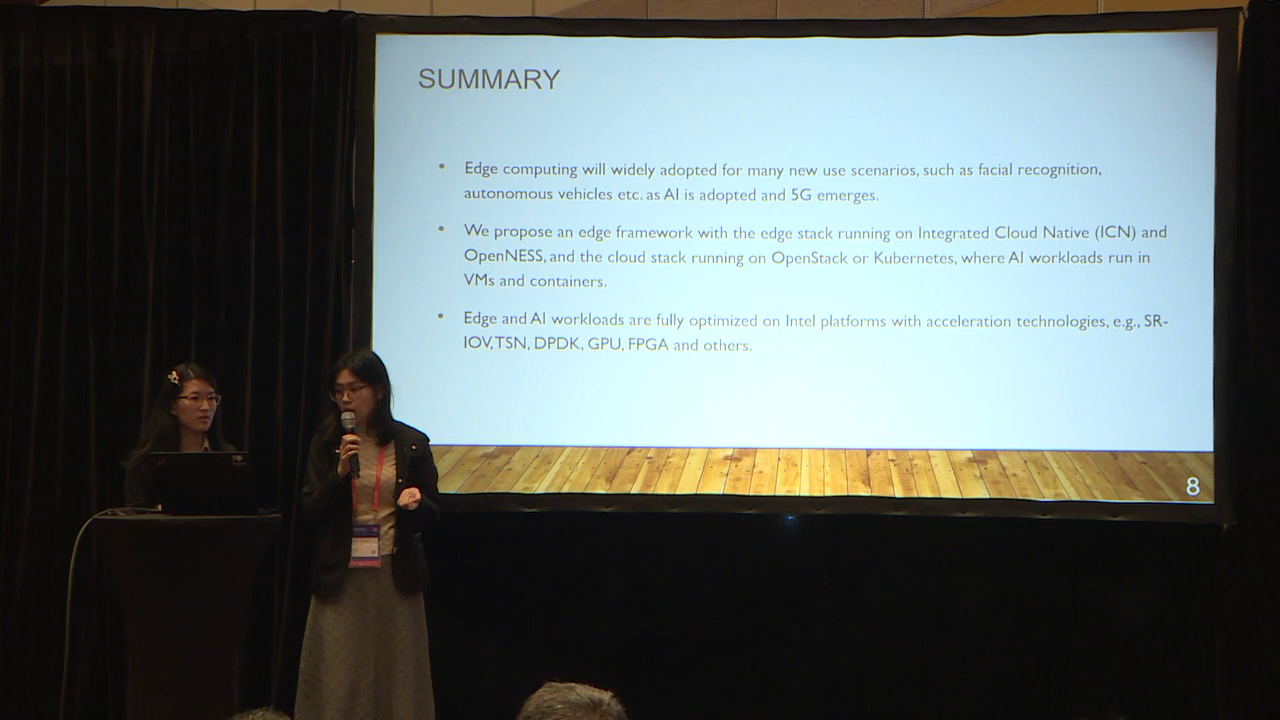 SUMMARY
• Edge computing will widely adopted for many new use scenarios, such as facial recognition,
autonomous vehicles etc. as AI is adopted and 5G emerges.
• We propose an edge framework with the edge stack running on Integrated Cloud Native (ICN) and
OpenNESS, and the cloud stack running on OpenStack or Kubernetes, where AI workloads run in
VMs and containers.
• Edge and AI workloads are fully optimized on Intel platforms with acceleration technologies, e.g., SR-
IOV, TSN, DPDK, GPU, FPGA and others.
8